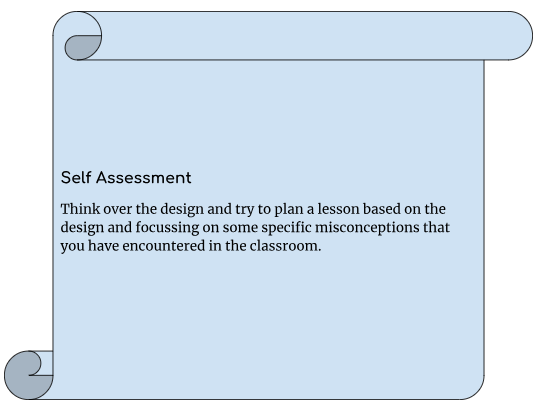 Self Assessment
Think over the design and try to plan a lesson based on the
design and focussing on some specific misconceptions that
you have encountered in the classroom.